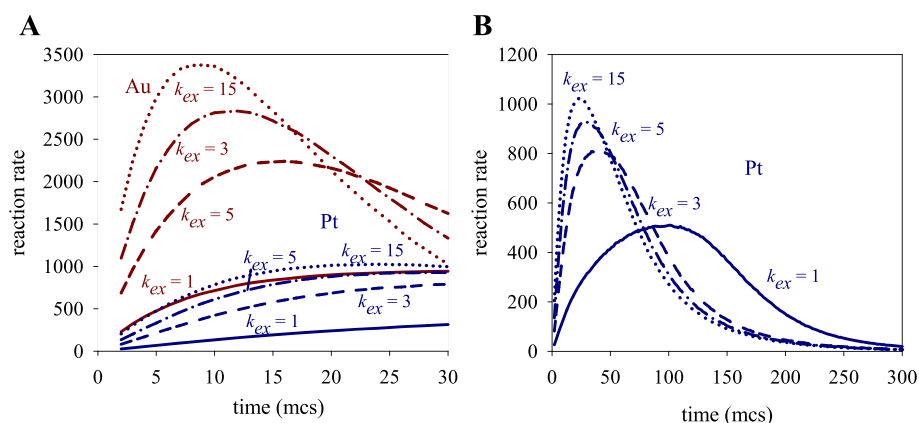 A
reaction rate
3500
3000
2500
2000
1500
1000
500
0
Au
k_ex = 15
k_ex = 3
k_ex = 5
Pt
k_ex = 5
k_ex = 15
k_ex = 1
k_ex = 3
k_ex = 1
0 5 10 15 20 25 30
time (mcs)
B
reaction rate
1200
1000
800
600
400
200
0
k_ex = 15
k_ex = 5
Pt
k_ex = 3
k_ex = 1
0 50 100 150 200 250 300
time (mcs)